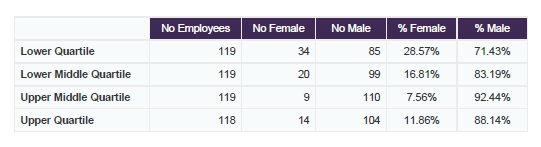 No Employees No Female No Male % Female % Male
Lower Quartile 119 34 85 28.57% 71.43%
Lower Middle Quartile 119 20 99 16.81% 83.19%
Upper Middle Quartile 119 9 110 7.56% 92.44%
Upper Quartile 118 14 104 11.86% 88.14%